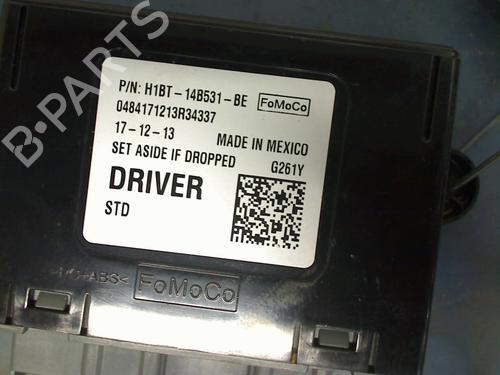 B-PARTS
P/N: H1BT-14B531-BE FoMoCo
0484171213R34337
17-12-13 MADE IN MEXICO
SET ASIDE IF DROPPED G261Y
DRIVER
STD
ABS< FoMoCo